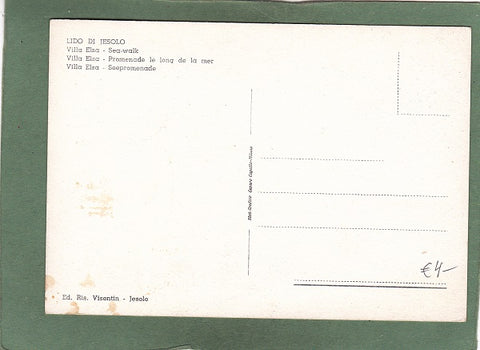 LIDO DI JESOLO
Villa Elsa - Sea-walk
Villa Elsa - Promenade le long de la mer
Villa Elsa - Seepromenade
€4-
Ed. Ris. Visentin - Jesolo